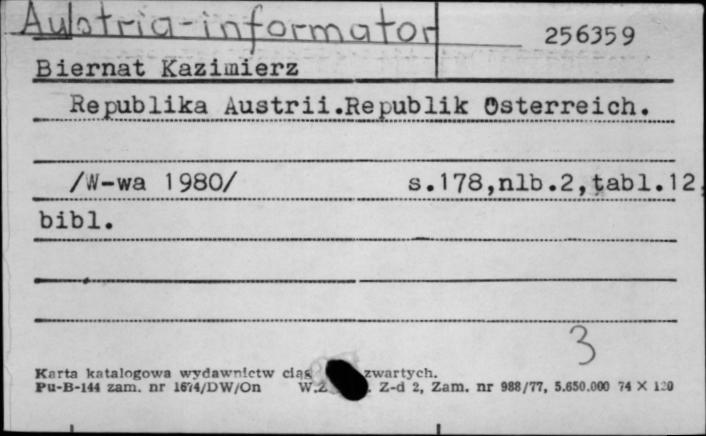 Austria-informator
256359
Biernat Kazimierz
Republika Austrii.Republik Österreich.
/W-wa 1980/ s.178,nlb.2,tabl.12,
bibl.
3
Karta katalogowa wydawnictw ciąg zwartych.
Pu-B-144 zam. nr 1674/DW/On W.Z. Z-d 2, Zam. nr 988/77, 5.650.000 74 X 120